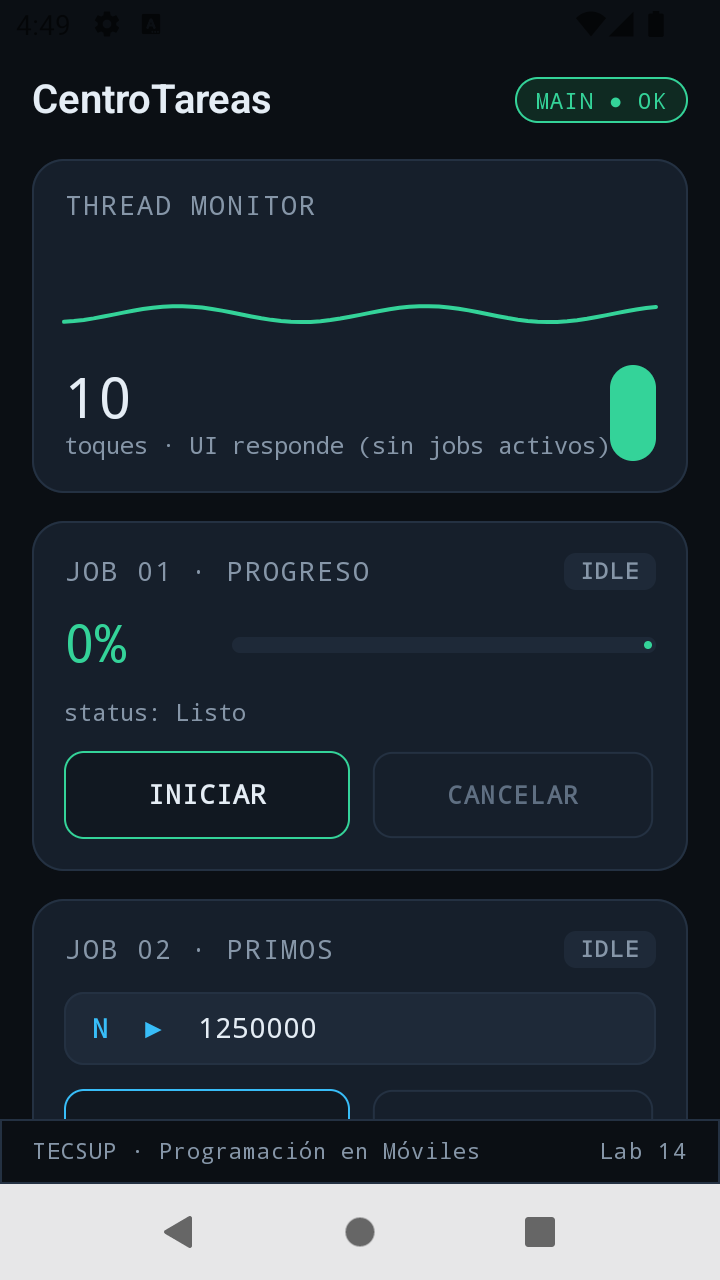 4:49
CentroTareas
MAIN ● OK
THREAD MONITOR
10
toques · UI responde (sin jobs activos)
JOB 01 · PROGRESO
IDLE
0%
status: Listo
INICIAR
CANCELAR
JOB 02 · PRIMOS
IDLE
N ▶ 1250000
TECSUP · Programación en Móviles
Lab 14